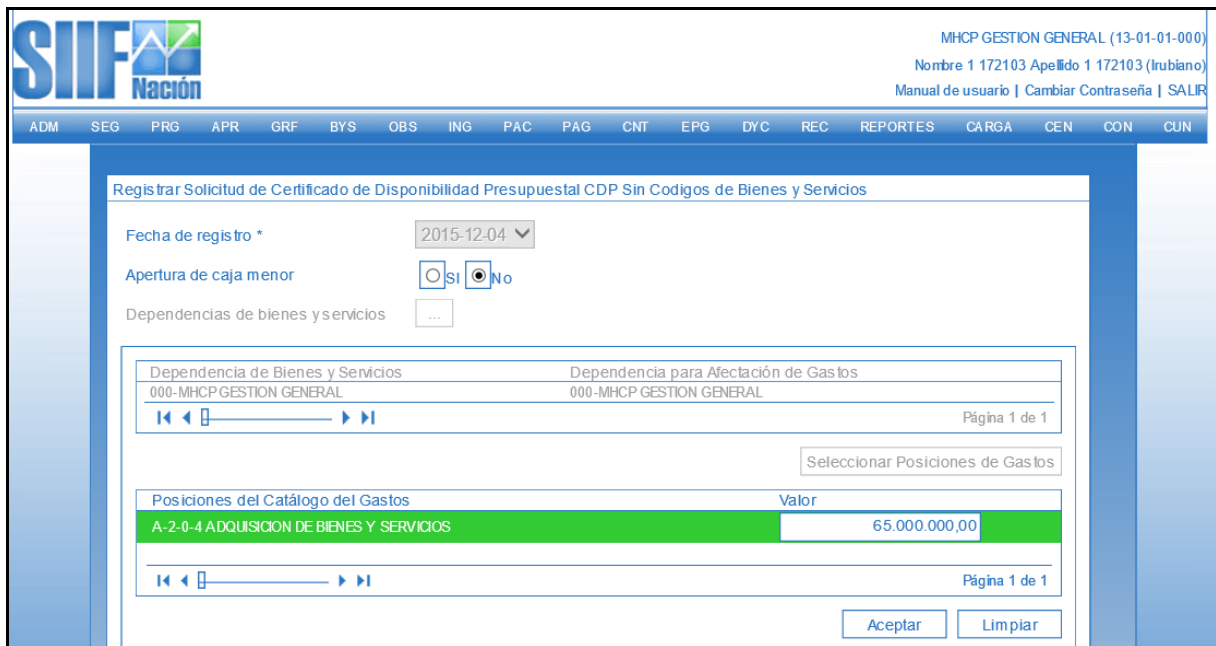 SIIF
Nación
MHCP GESTION GENERAL (13-01-01-000)
Nombre 1 172103 Apellido 1 172103 (lrubiano)
Manual de usuario | Cambiar Contraseña | SALIR
ADM SEG PRG APR GRF BYS OBS ING PAC PAG CNT EPG DYC REC REPORTES CARGA CEN CON CUN
Registrar Solicitud de Certificado de Disponibilidad Presupuestal CDP Sin Codigos de Bienes y Servicios
Fecha de registro * 2015-12-04
Apertura de caja menor SI No
Dependencias de bienes y servicios ...
Dependencia de Bienes y Servicios Dependencia para Afectación de Gastos
000-MHCP GESTION GENERAL 000-MHCP GESTION GENERAL
Página 1 de 1
Seleccionar Posiciones de Gastos
Posiciones del Catálogo del Gastos Valor
A-2-0-4 ADQUISICION DE BIENES Y SERVICIOS 65.000.000,00
Página 1 de 1
Aceptar Limpiar